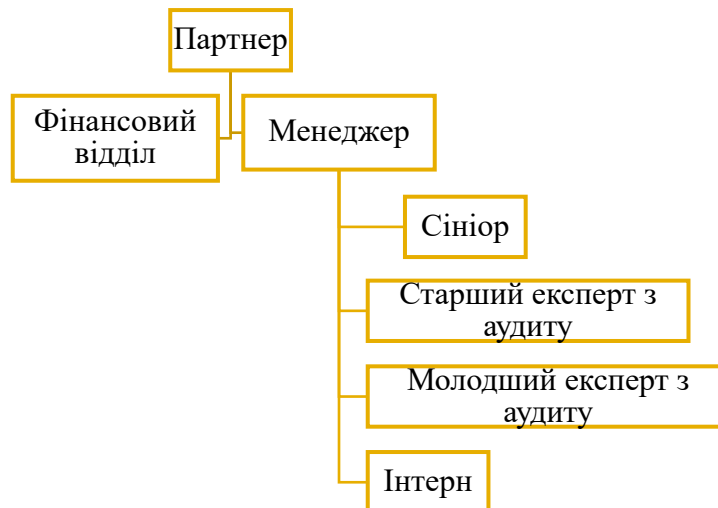 Партнер
Фінансовий
відділ
Менеджер
Сініор
Старший експерт з
аудиту
Молодший експерт з
аудиту
Інтерн